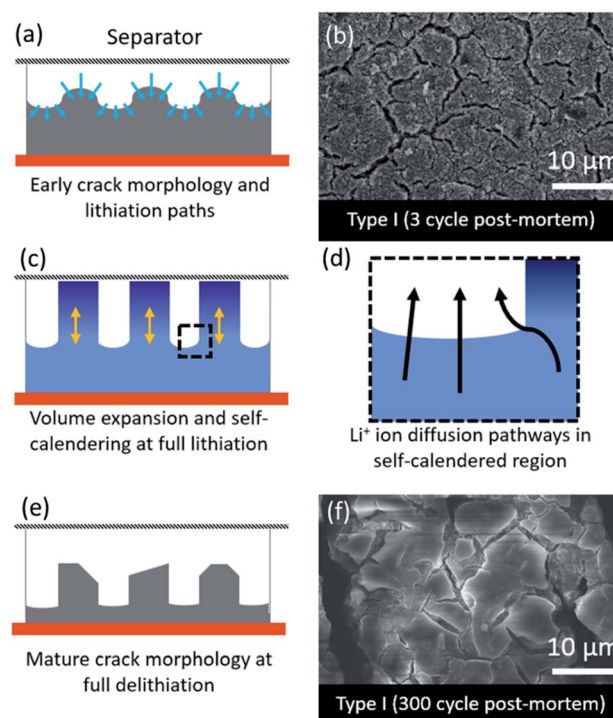 (a)
Separator
Early crack morphology and
lithiation paths
(b)
10 μm
Type I (3 cycle post-mortem)
(c)
Volume expansion and self-
calendering at full lithiation
(d)
Li⁺ ion diffusion pathways in
self-calendered region
(e)
Mature crack morphology at
full delithiation
(f)
10 μm
Type I (300 cycle post-mortem)